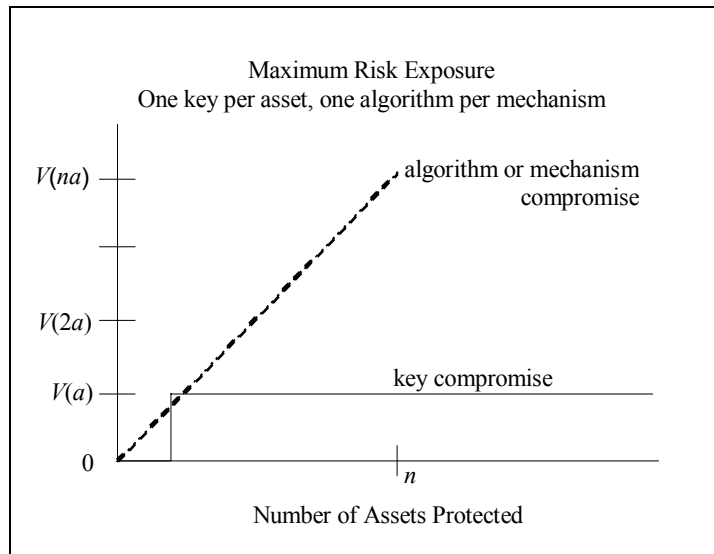 Maximum Risk Exposure
One key per asset, one algorithm per mechanism
V(na)
algorithm or mechanism
compromise
V(2a)
V(a)
key compromise
0
n
Number of Assets Protected